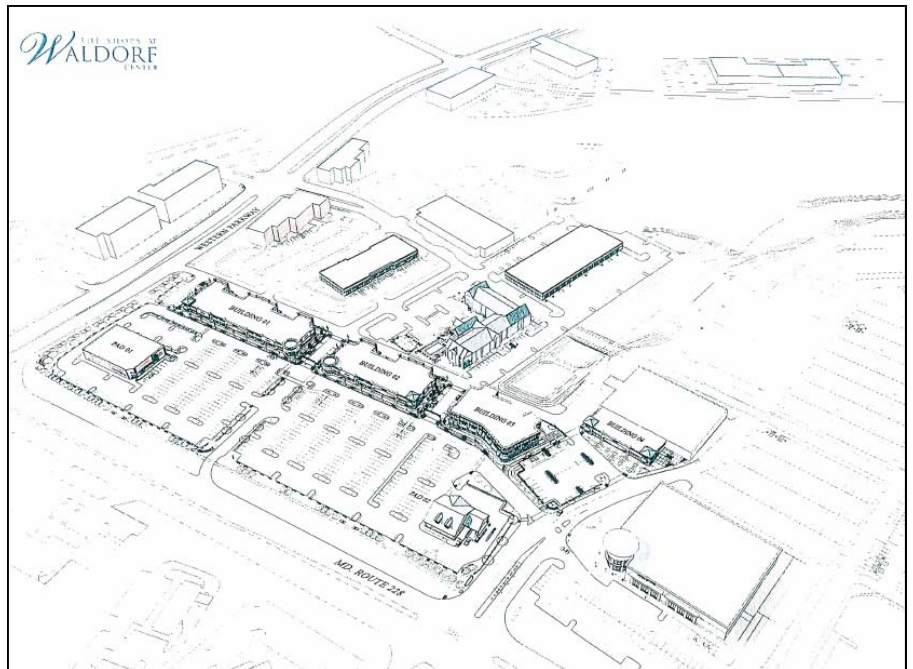 THE SHOPS AT
WALDORF
CENTER
WESTERN PARKWAY
BUILDING 01
PAD 01
BUILDING 02
BUILDING 03
BUILDING 04
PAD 02
MD. ROUTE 228